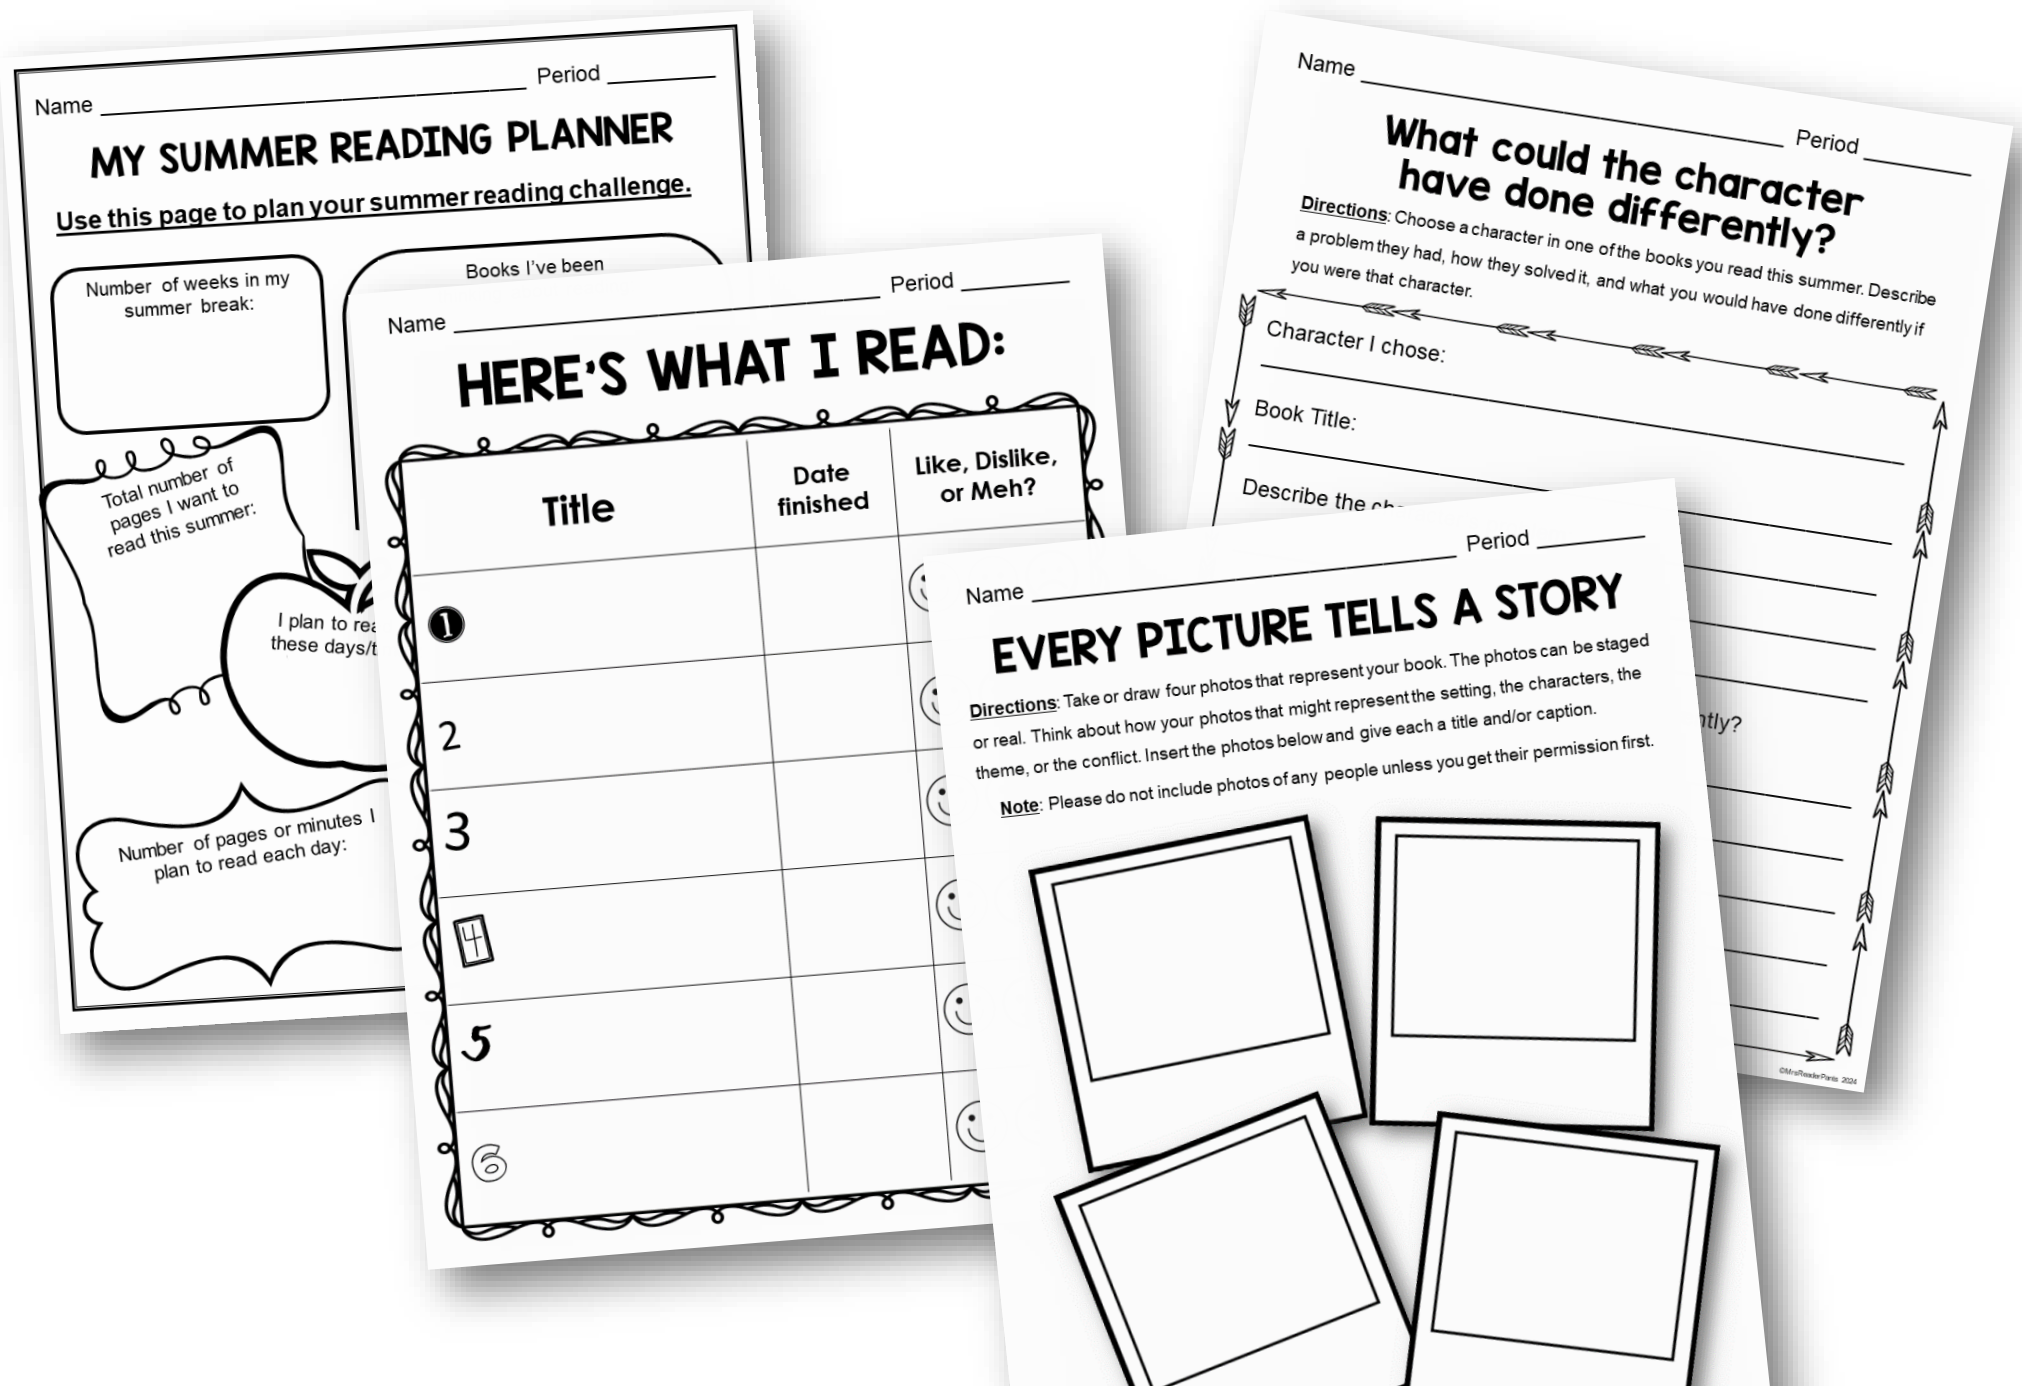 Name Period
MY SUMMER READING PLANNER
Use this page to plan your summer reading challenge.
Number of weeks in my
summer break:
Books I've been
Total number of
pages I want to
read this summer:
I plan to
these
Number of pages or minutes I
plan to read each day:
Name Period
HERE'S WHAT I READ:
Title
Date
finished
Like, Dislike,
or Meh?
1
2
3
4
5
6
Name Period
EVERY PICTURE TELLS A STORY
Directions: Take or draw four photos that represent your book. The photos can be staged
or real. Think about how your photos that might represent the setting, the characters, the
theme, or the conflict. Insert the photos below and give each a title and/or caption.
Note: Please do not include photos of any people unless you get their permission first.
Name Period
What could the character
have done differently?
Directions: Choose a character in one of the books you read this summer. Describe
a problem they had, how they solved it, and what you would have done differently if
you were that character.
Character I chose:
Book Title:
Describe the
©MrsReaderPants 2024